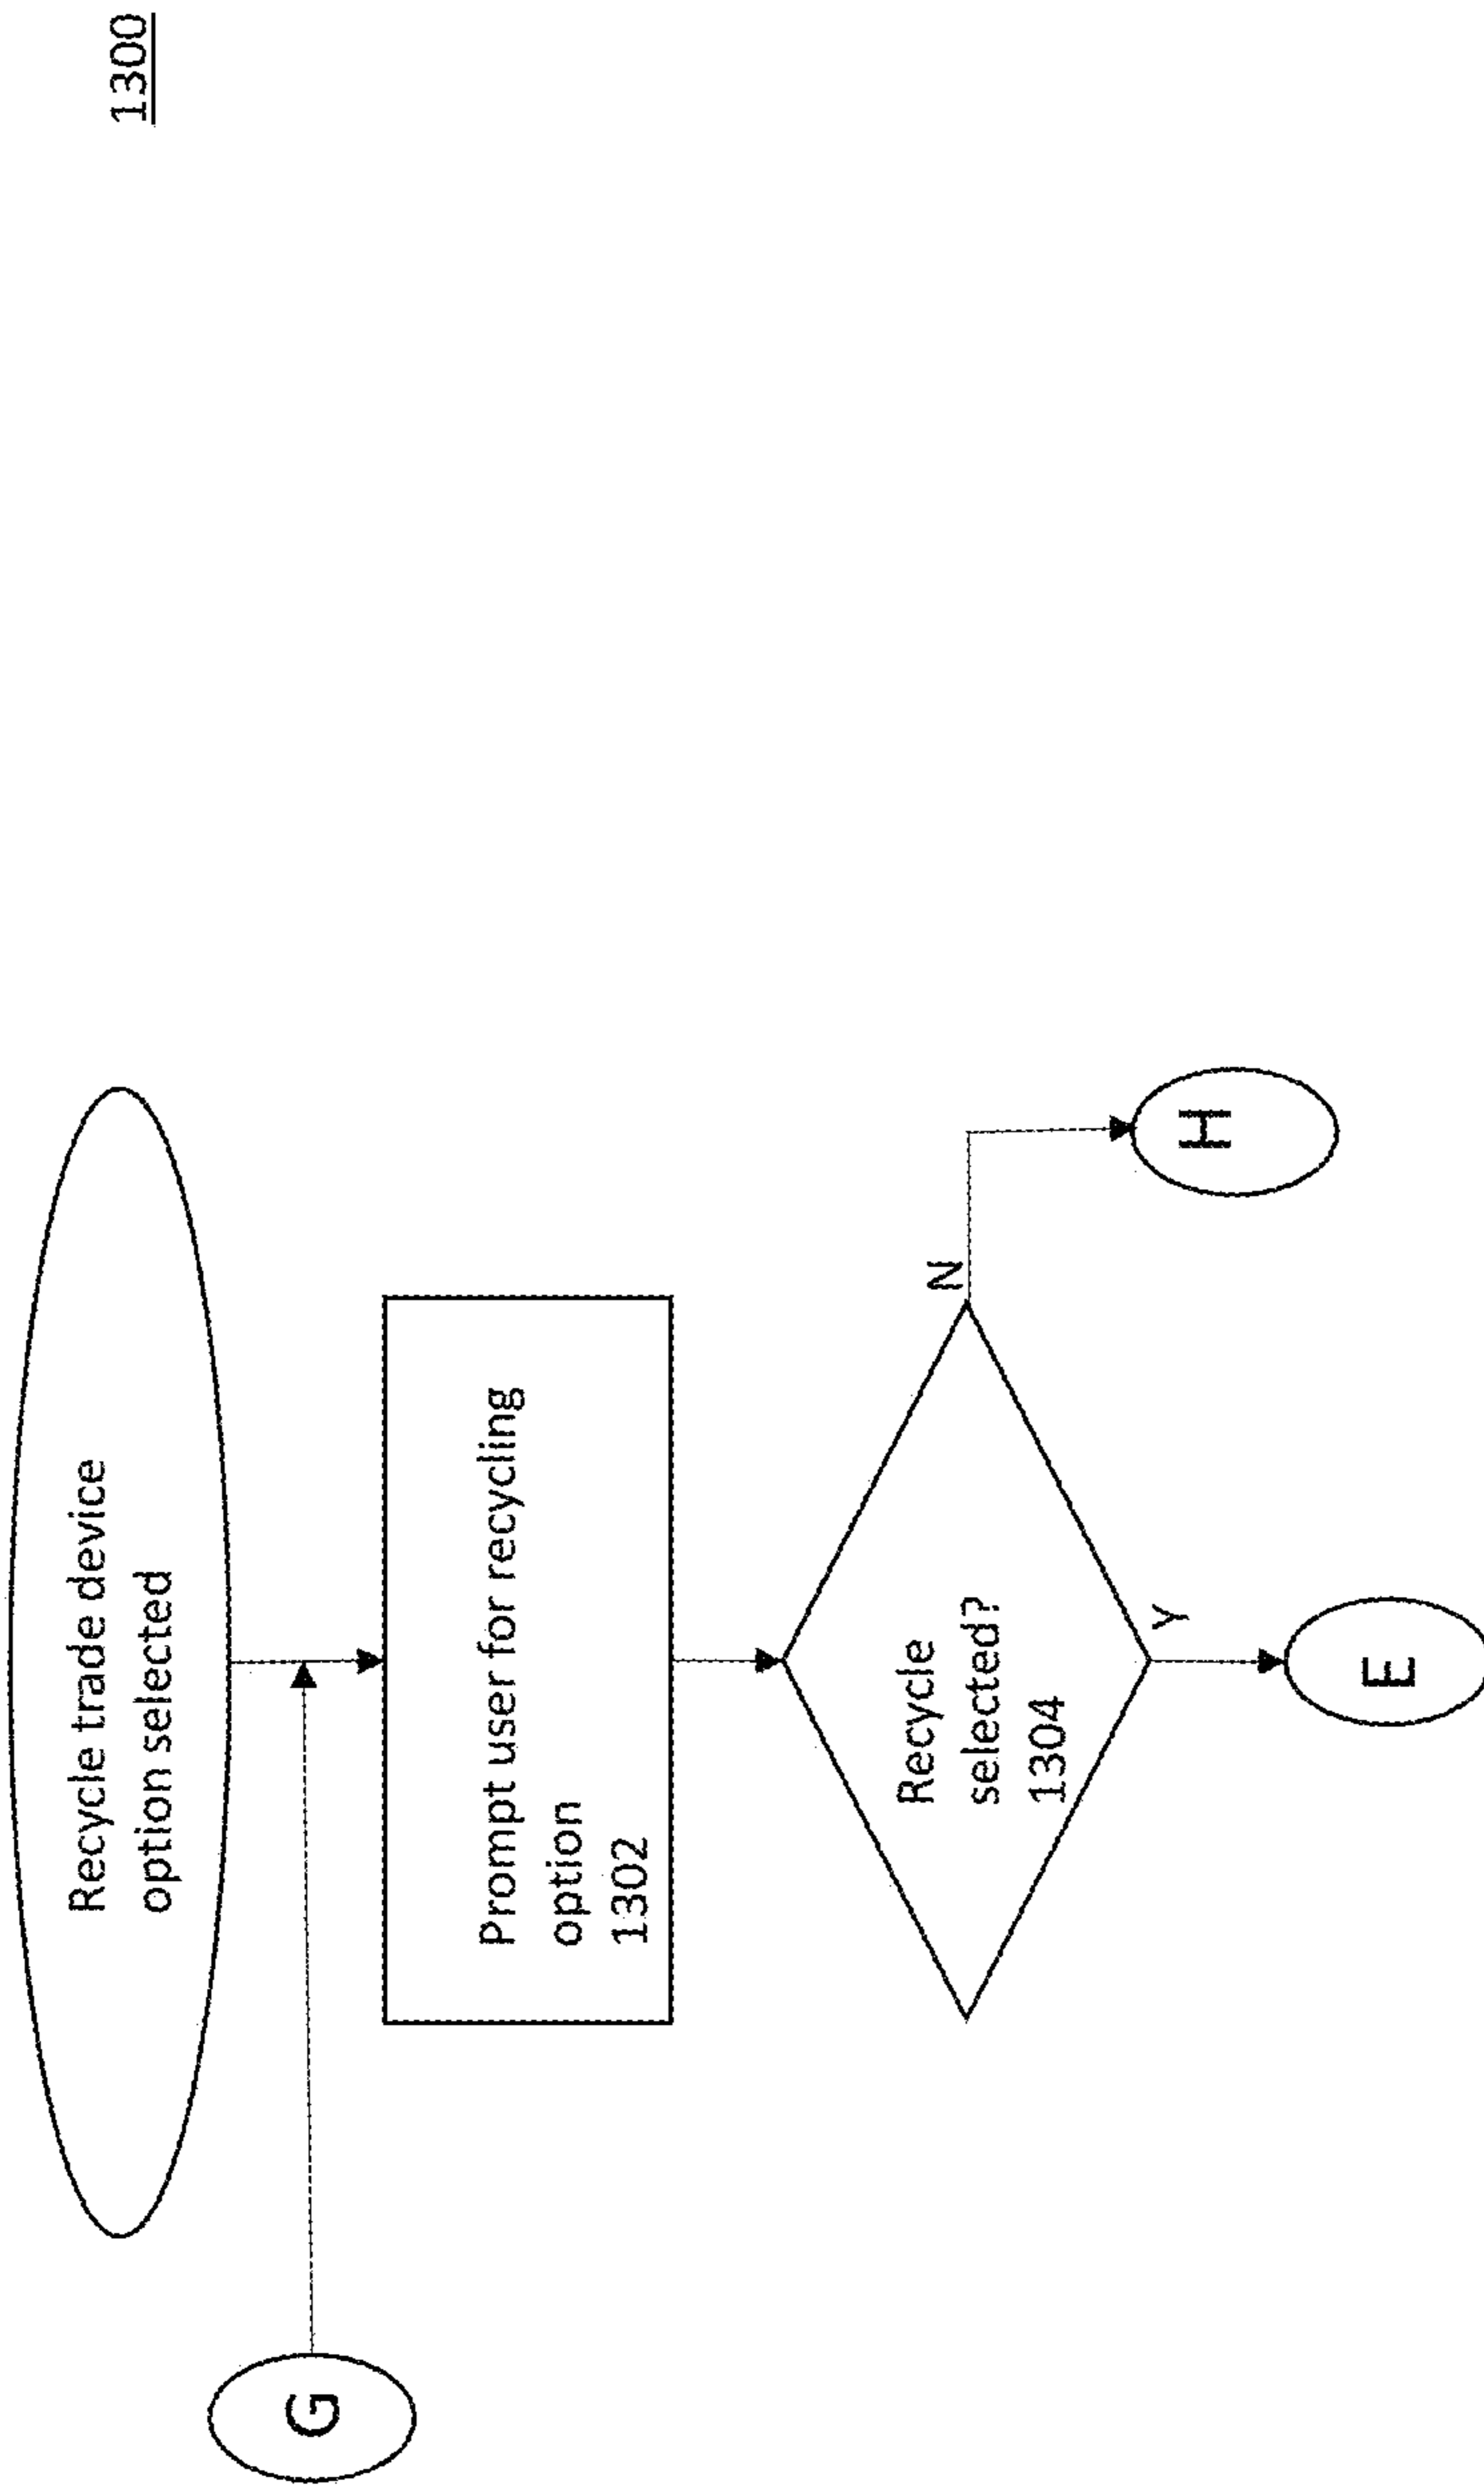 1300
Recycle trade device
option selected
G
Prompt user for recycling
option
1302
Recycle
selected?
1304
N
H
Y
E